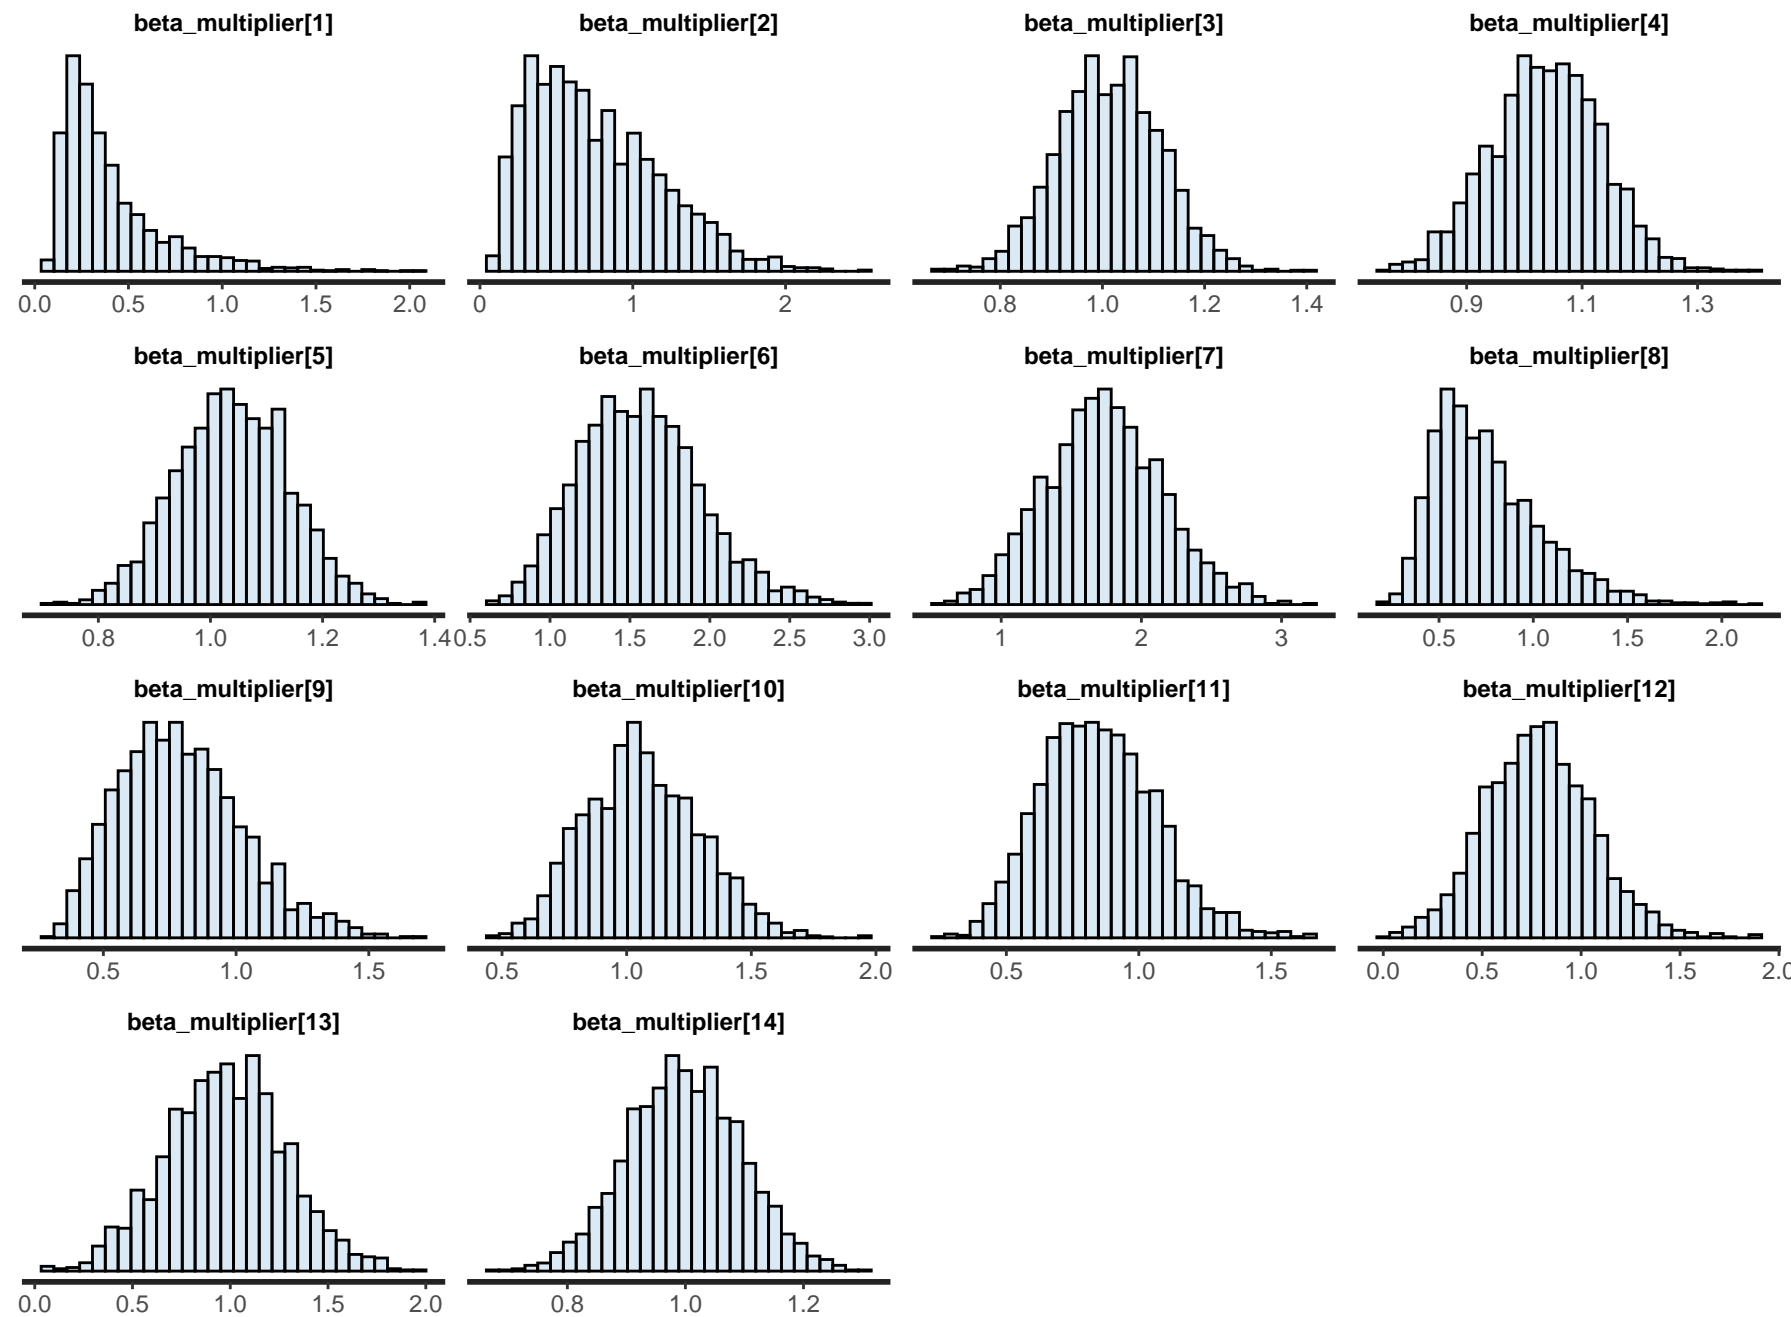 beta_multiplier[1] beta_multiplier[2] beta_multiplier[3] beta_multiplier[4]
0.0 0.5 1.0 1.5 2.0 0 1 2 0.8 1.0 1.2 1.4 0.9 1.1 1.3
beta_multiplier[5] beta_multiplier[6] beta_multiplier[7] beta_multiplier[8]
0.8 1.0 1.2 1.4 0.5 1.0 1.5 2.0 2.5 3.0 1 2 3 0.5 1.0 1.5 2.0
beta_multiplier[9] beta_multiplier[10] beta_multiplier[11] beta_multiplier[12]
0.5 1.0 1.5 0.5 1.0 1.5 2.0 0.5 1.0 1.5 0.0 0.5 1.0 1.5 2.0
beta_multiplier[13] beta_multiplier[14]
0.0 0.5 1.0 1.5 2.0 0.8 1.0 1.2